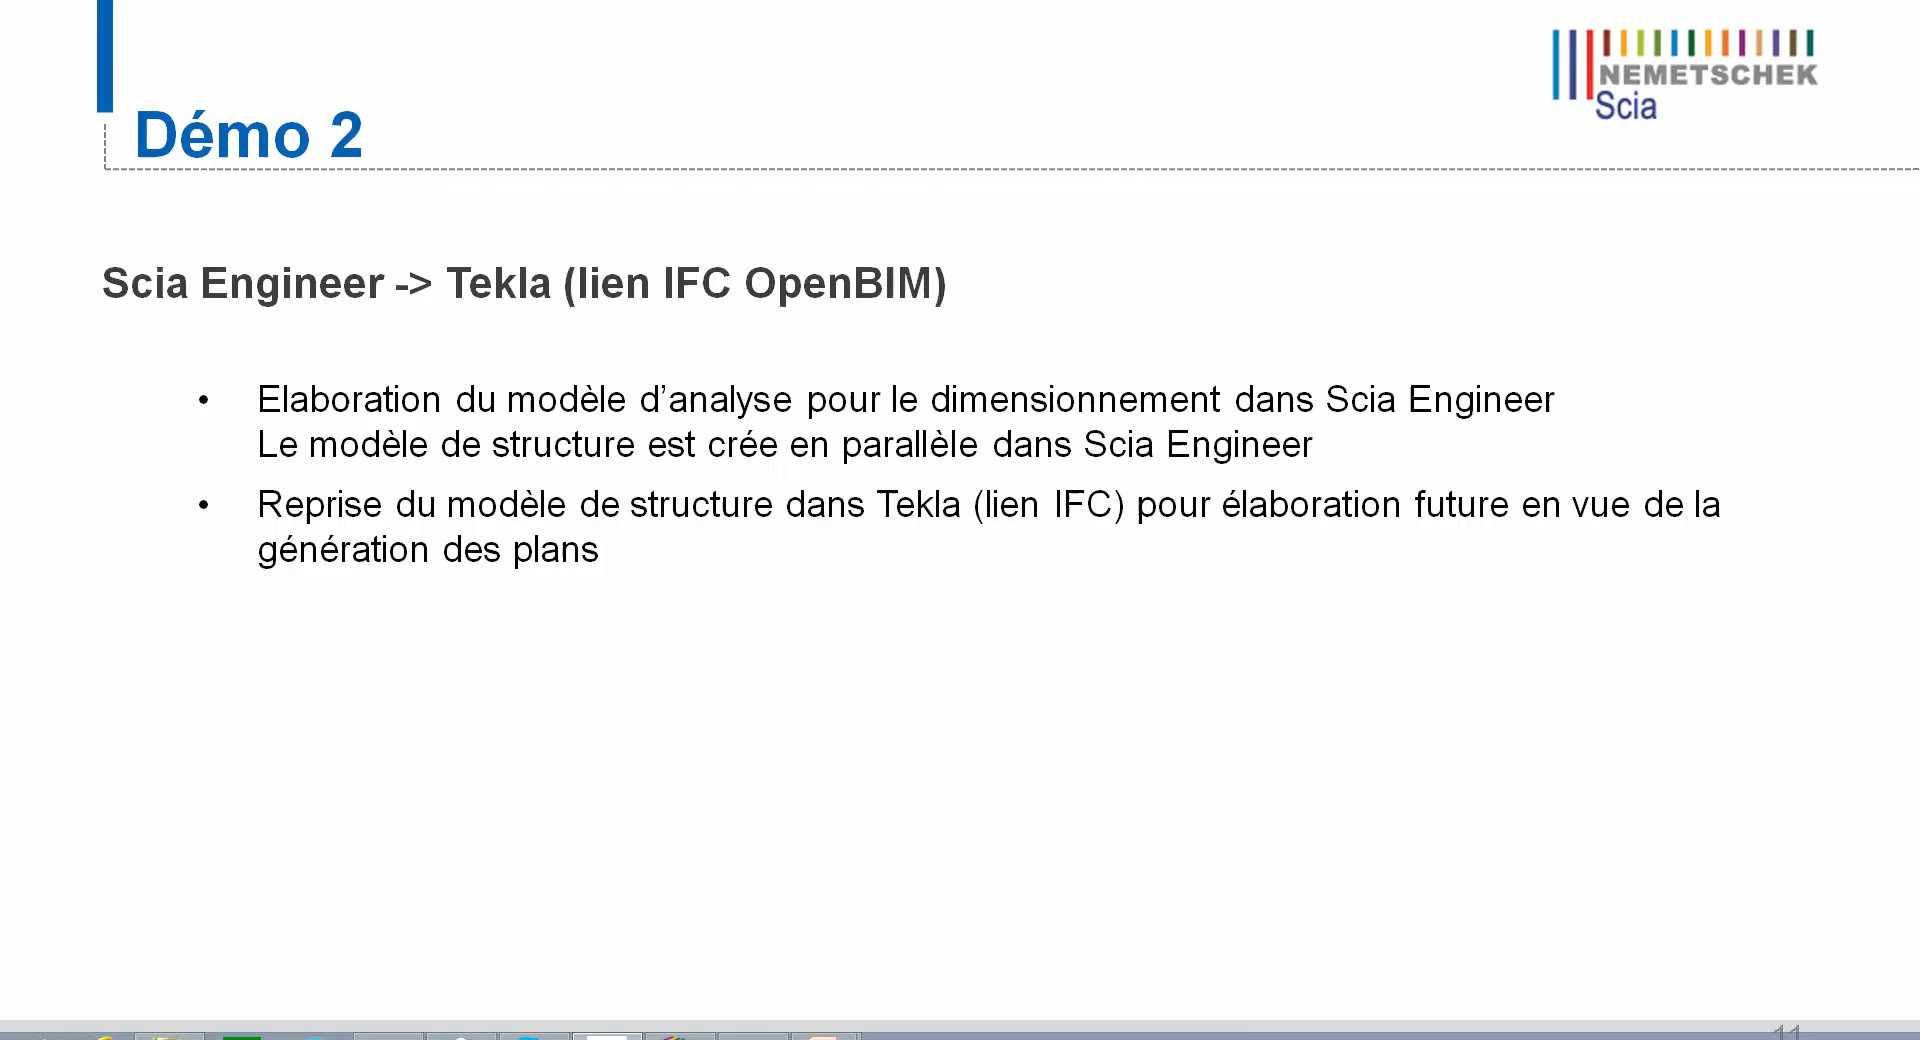 NEMETSCHEK
Scia
Démo 2
Scia Engineer -> Tekla (lien IFC OpenBIM)
• Elaboration du modèle d’analyse pour le dimensionnement dans Scia Engineer
Le modèle de structure est crée en parallèle dans Scia Engineer
• Reprise du modèle de structure dans Tekla (lien IFC) pour élaboration future en vue de la
génération des plans
11